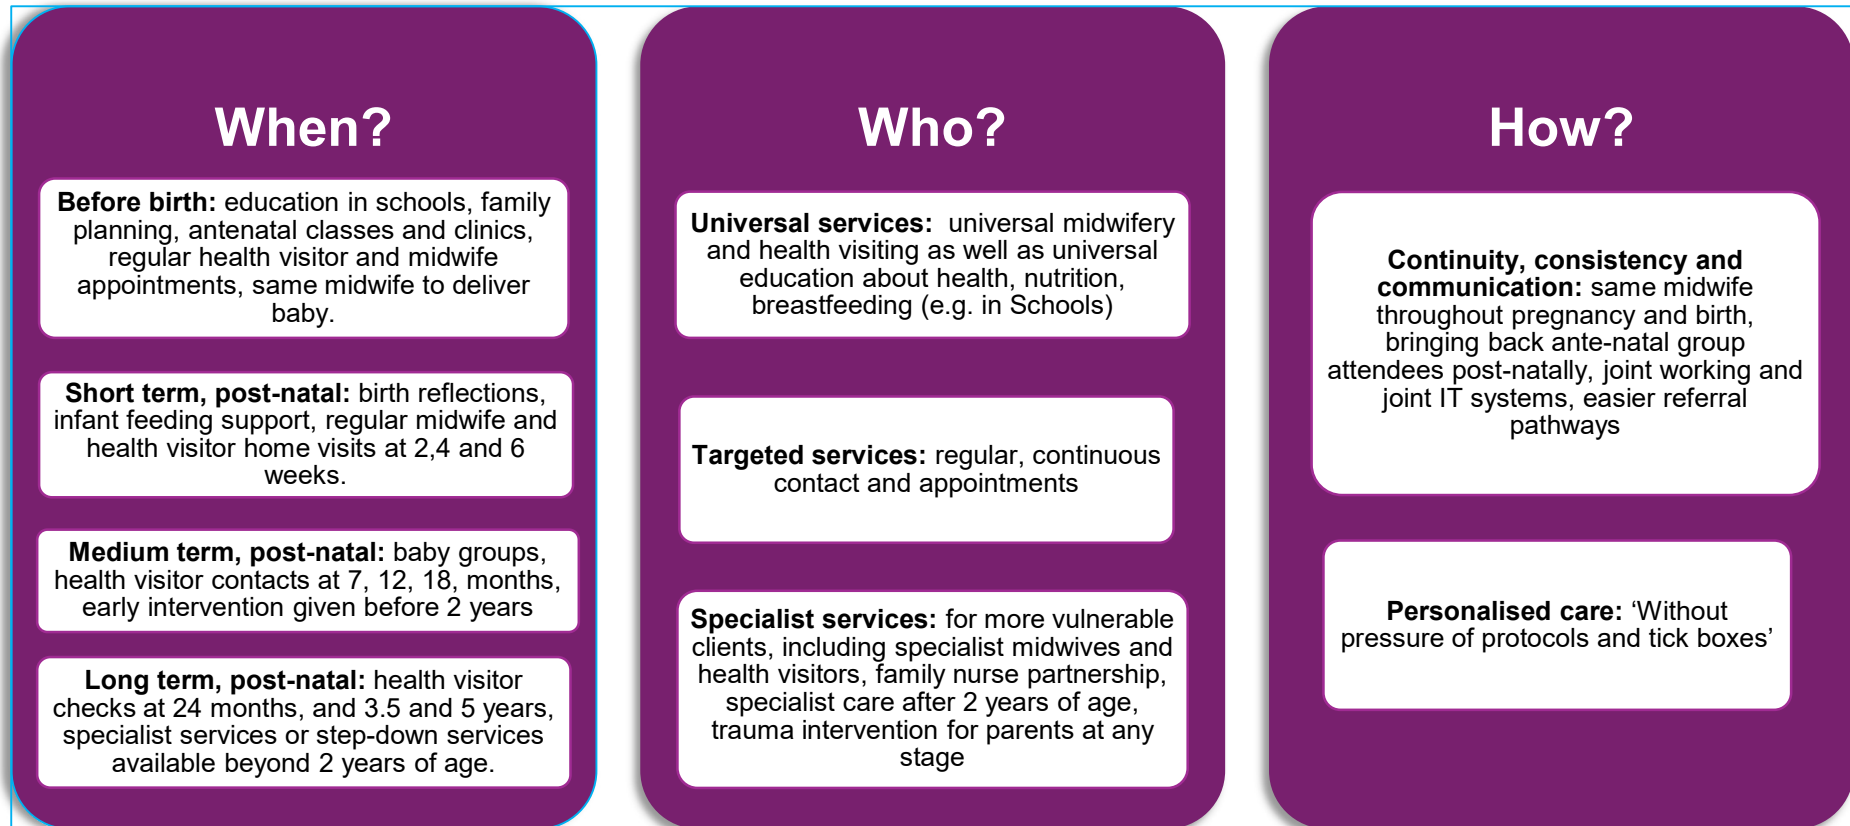 When?
Before birth: education in schools, family
planning, antenatal classes and clinics,
regular health visitor and midwife
appointments, same midwife to deliver
baby.
Short term, post-natal: birth reflections,
infant feeding support, regular midwife and
health visitor home visits at 2,4 and 6
weeks.
Medium term, post-natal: baby groups,
health visitor contacts at 7, 12, 18, months,
early intervention given before 2 years
Long term, post-natal: health visitor
checks at 24 months, and 3.5 and 5 years,
specialist services or step-down services
available beyond 2 years of age.
Who?
Universal services:  universal midwifery
and health visiting as well as universal
education about health, nutrition,
breastfeeding (e.g. in Schools)
Targeted services: regular, continuous
contact and appointments
Specialist services: for more vulnerable
clients, including specialist midwives and
health visitors, family nurse partnership,
specialist care after 2 years of age,
trauma intervention for parents at any
stage
How?
Continuity, consistency and
communication: same midwife
throughout pregnancy and birth,
bringing back ante-natal group
attendees post-natally, joint working and
joint IT systems, easier referral
pathways
Personalised care: ‘Without
pressure of protocols and tick boxes’